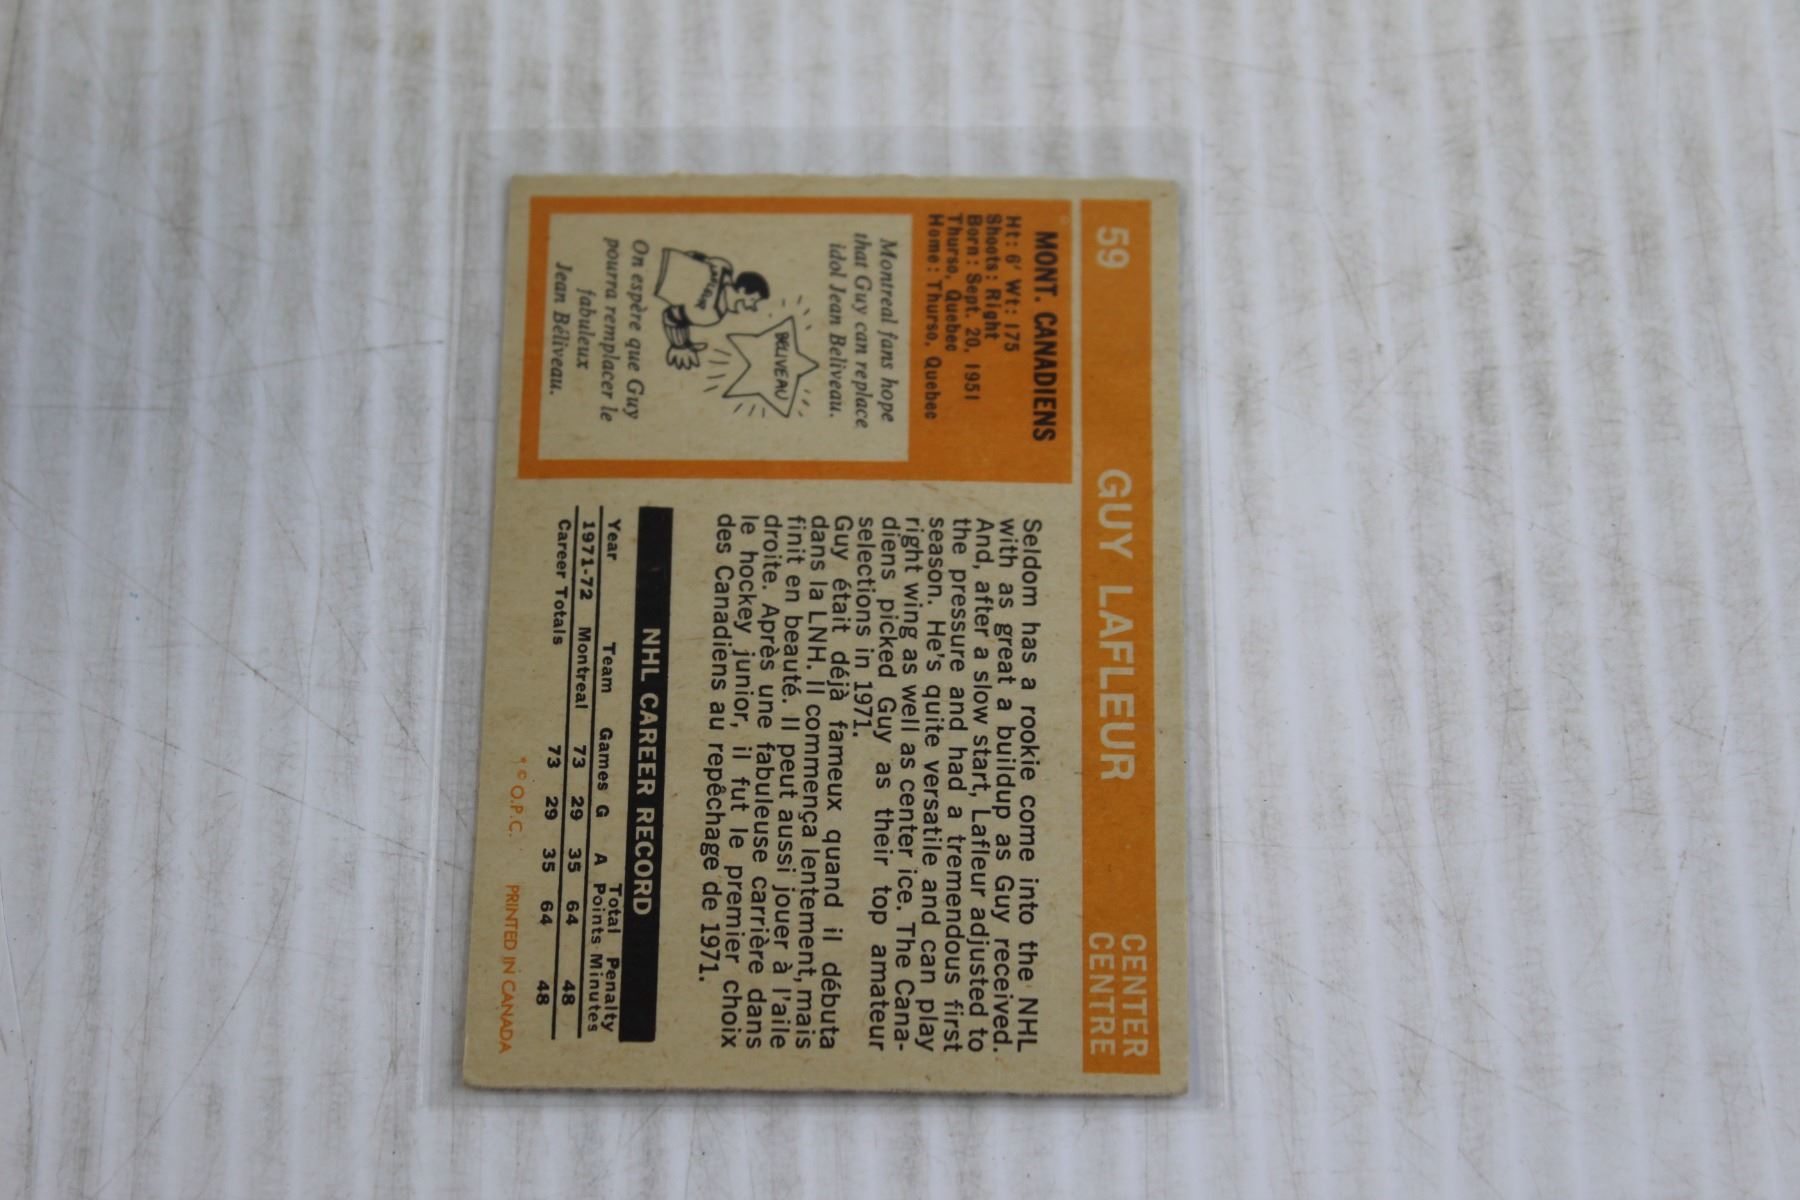 59 GUY LAFLEUR CENTER
CENTRE
MONT. CANADIENS
Ht: 6' Wt: 175
Shoots: Right
Born: Sept. 20, 1951
Thurso, Quebec
Home: Thurso, Quebec
Montreal fans hope
that Guy can replace
idol Jean Beliveau.
BELIVEAU
LAFLEUR
On espère que Guy
pourra remplacer le
fabuleux
Jean Béliveau.
Seldom has a rookie come into the NHL
with as great a buildup as Guy received.
And, after a slow start, Lafleur adjusted to
the pressure and had a tremendous first
season. He's quite versatile and can play
right wing as well as center ice. The Cana-
diens picked Guy as their top amateur
selections in 1971.
Guy était déjà fameux quand il débuta
dans la LNH. Il commença lentement, mais
finit en beauté. Il peut aussi jouer à l'aile
droite. Après une fabuleuse carrière dans
le hockey junior, il fut le premier choix
des Canadiens au repêchage de 1971.
NHL CAREER RECORD
Total Penalty
Year Team Games G A Points Minutes
1971-72 Montreal 73 29 35 64 48
Career Totals 73 29 35 64 48
* © O.P.C. PRINTED IN CANADA